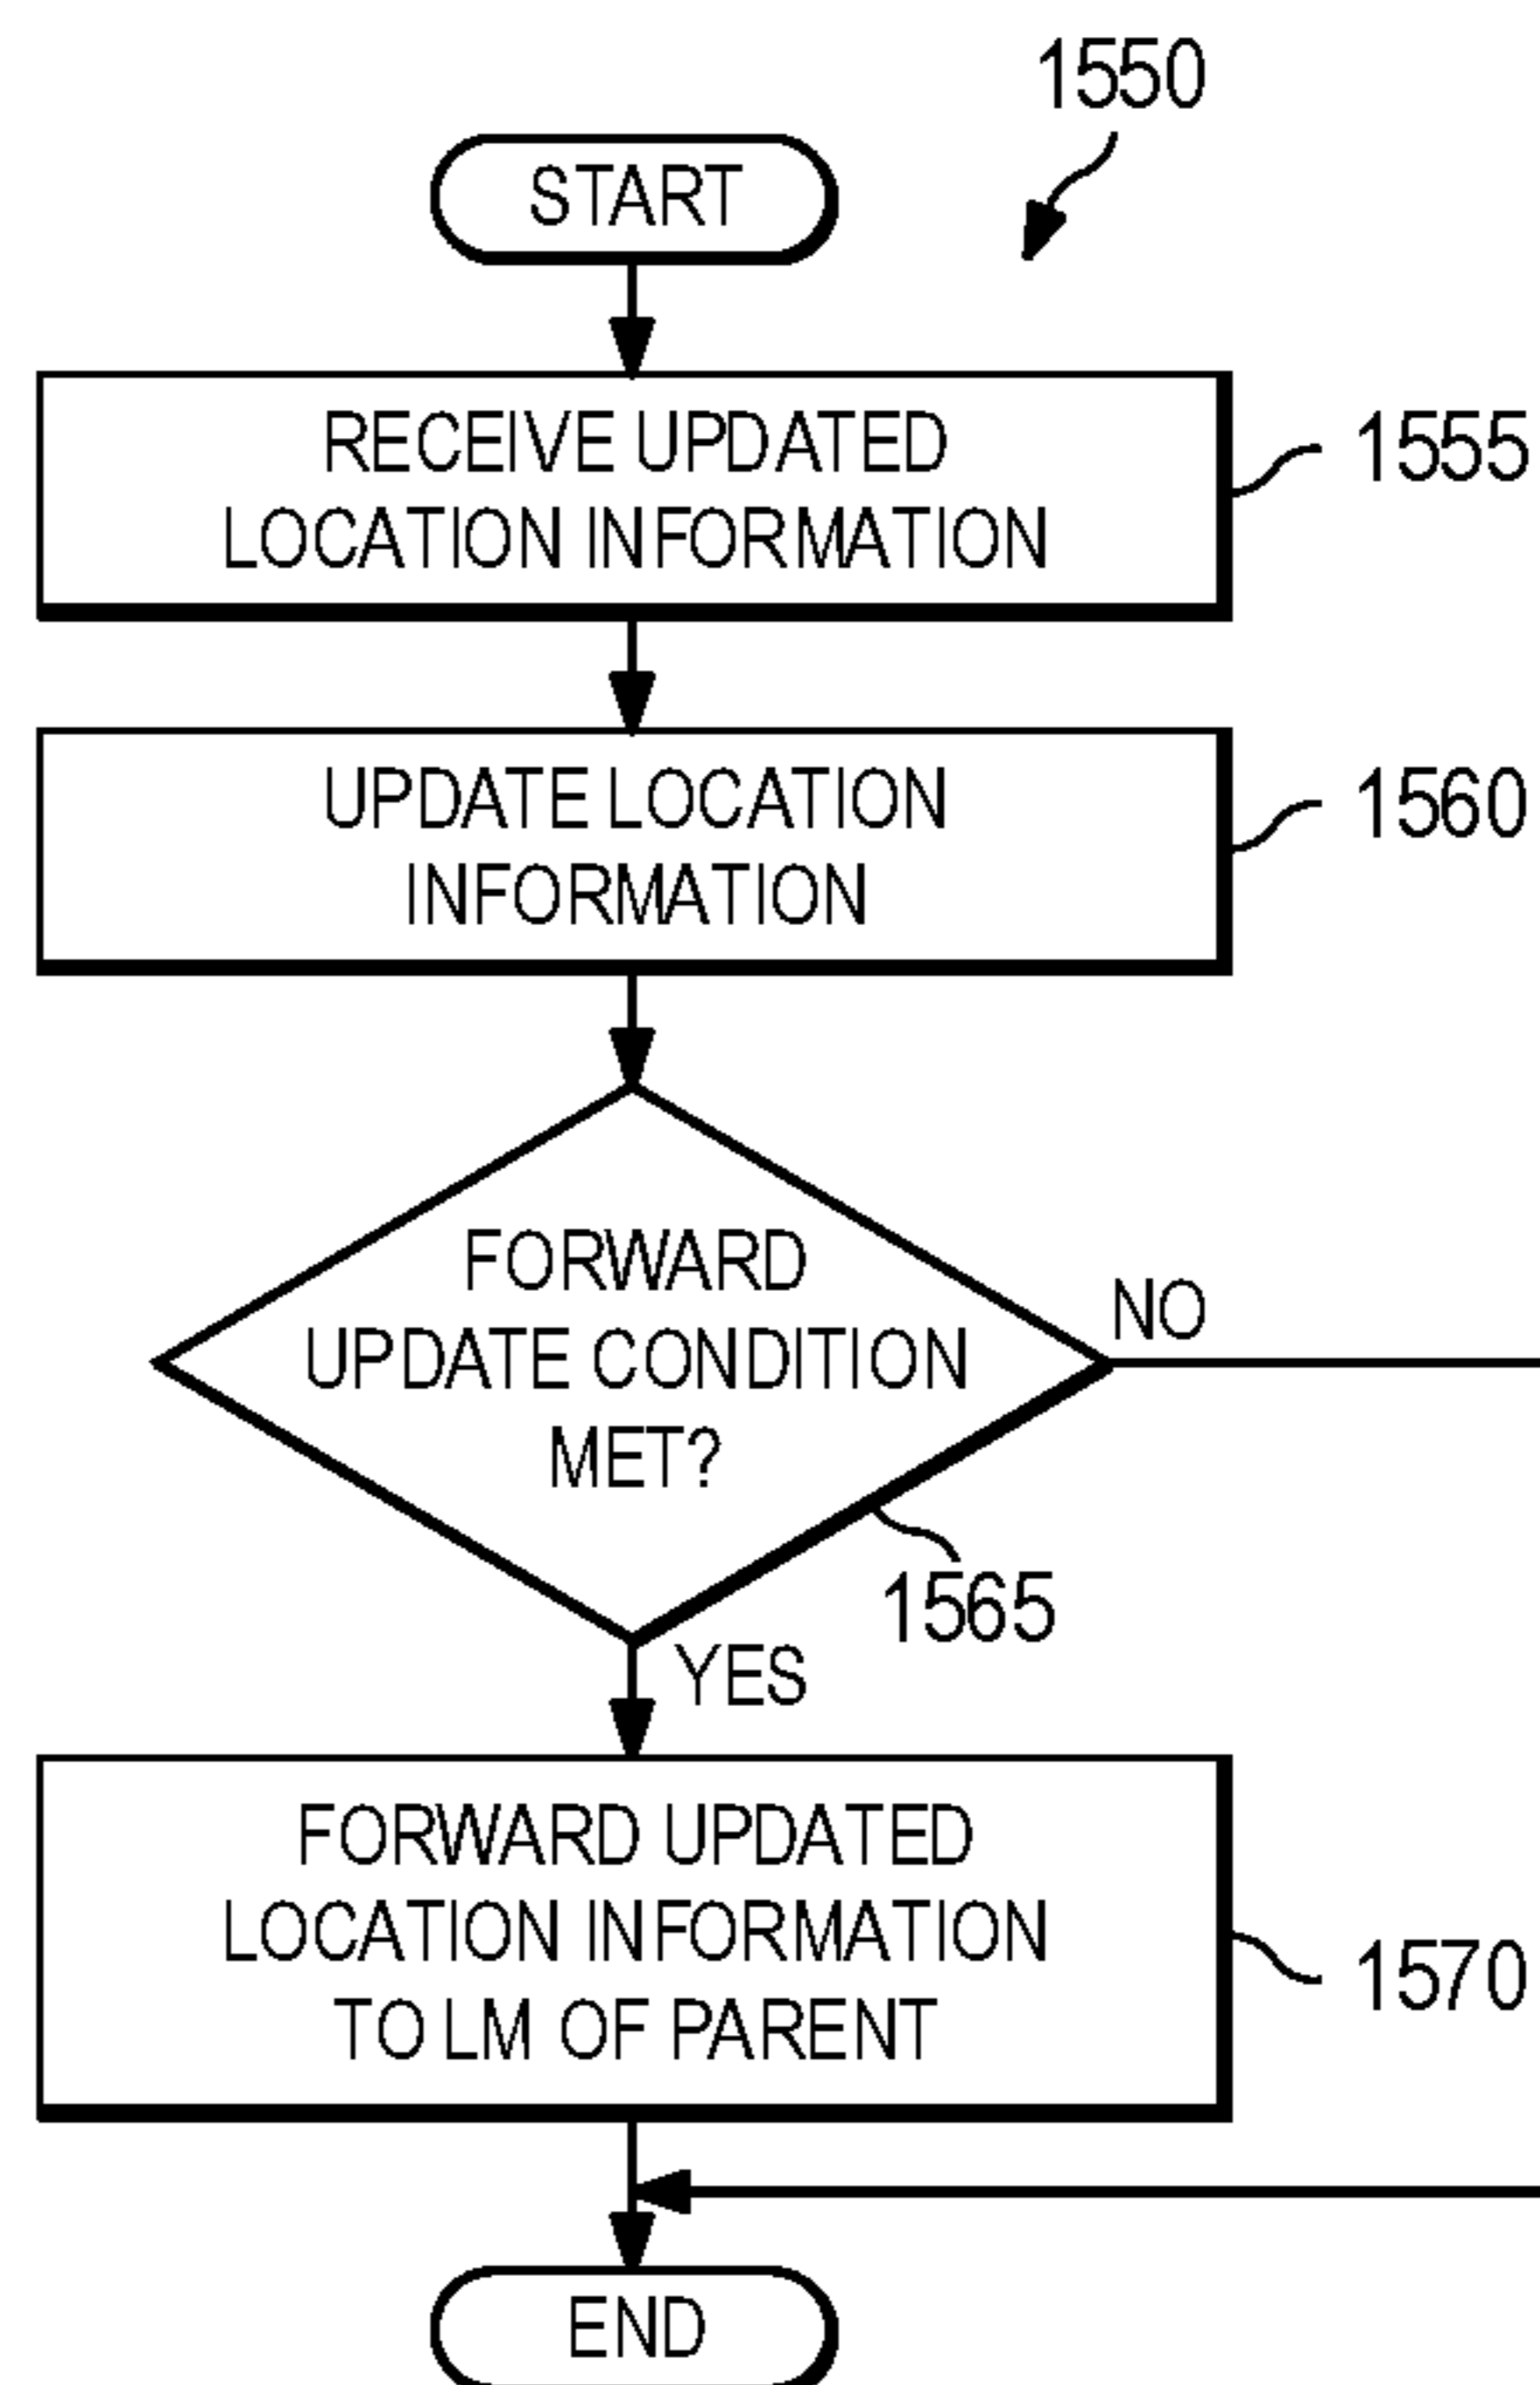 1550
START
RECEIVE UPDATED
LOCATION INFORMATION
1555
UPDATE LOCATION
INFORMATION
1560
FORWARD
UPDATE CONDITION
MET?
NO
1565
YES
FORWARD UPDATED
LOCATION INFORMATION
TO LM OF PARENT
1570
END